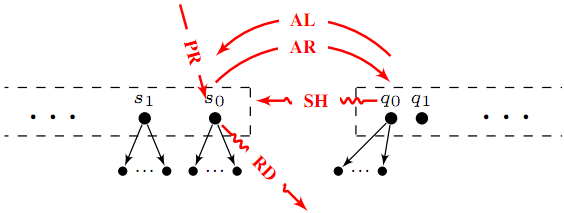 AL
PR
AR
s₁ s₀ SH q₀ q₁
. . . . . .
··· ··· ···
RD